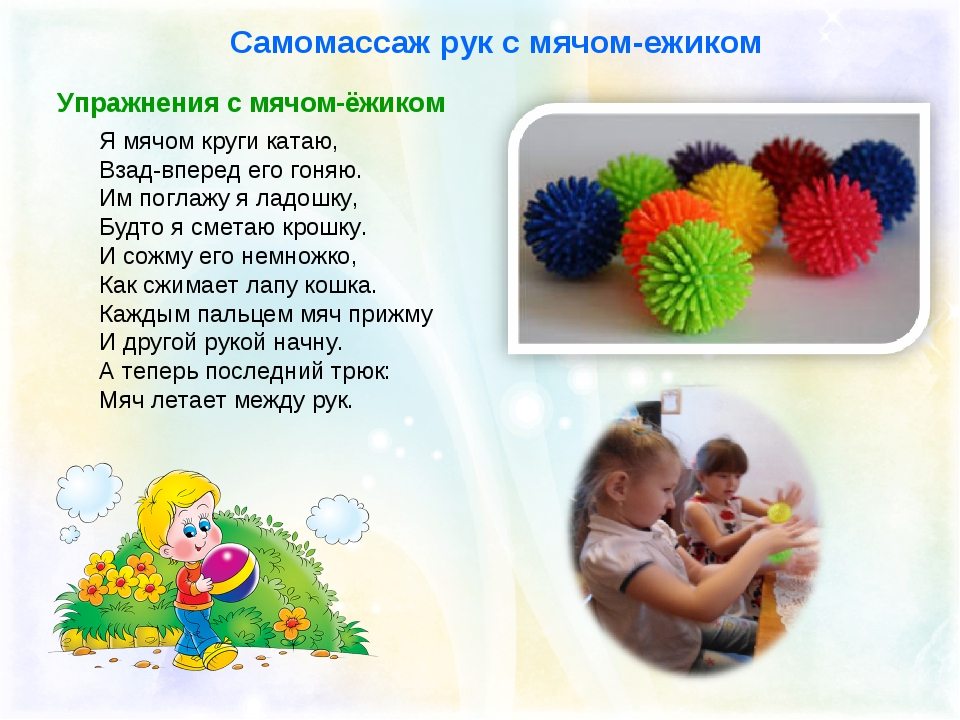 Самомассаж рук с мячом-ежиком
Упражнения с мячом-ёжиком
Я мячом круги катаю,
Взад-вперед его гоняю.
Им поглажу я ладошку,
Будто я сметаю крошку.
И сожму его немножко,
Как сжимает лапу кошка.
Каждым пальцем мяч прижму
И другой рукой начну.
А теперь последний трюк:
Мяч летает между рук.